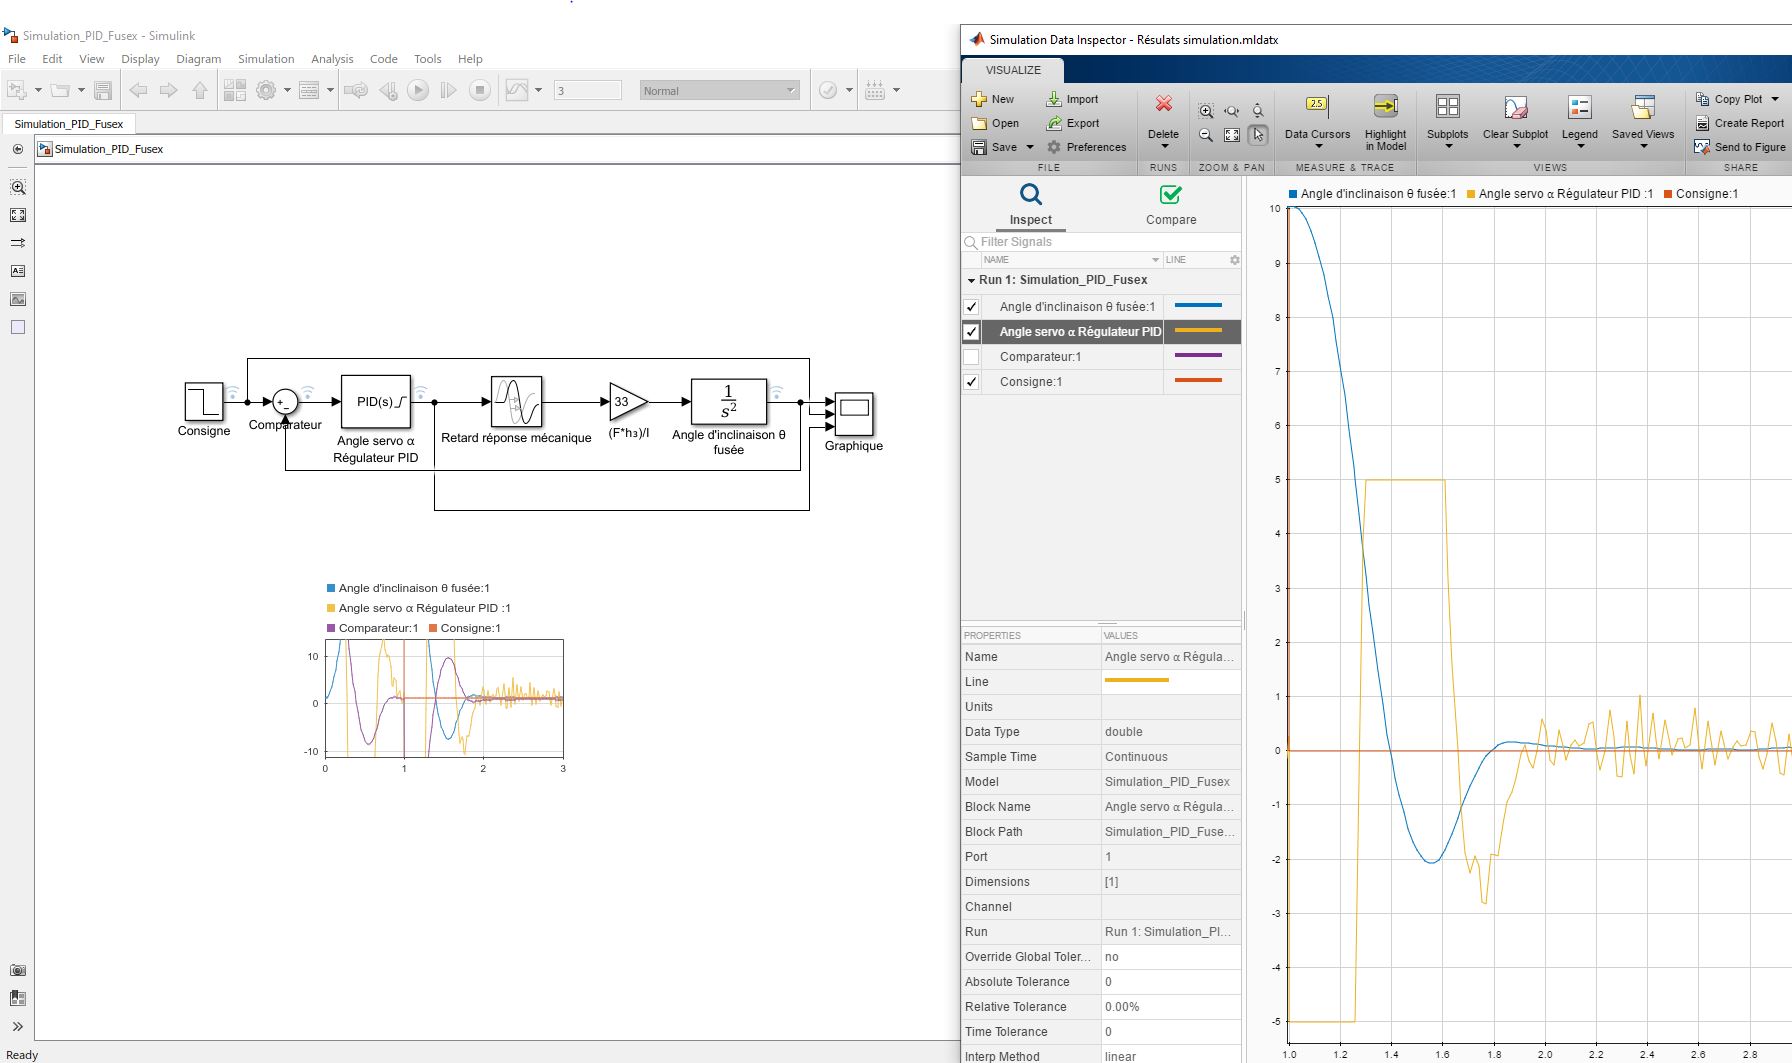 Simulation_PID_Fusex - Simulink
File Edit View Display Diagram Simulation Analysis Code Tools Help
3 Normal
Simulation_PID_Fusex
Simulation_PID_Fusex
Consigne
+
-
Comparateur
PID(s)
Angle servo α
Régulateur PID
Retard réponse mécanique
33
(F*h₃)/I
1
s²
Angle d'inclinaison θ
fusée
Graphique
Angle d'inclinaison θ fusée:1
Angle servo α Régulateur PID :1
Comparateur:1 Consigne:1
10
0
-10
0 1 2 3
Ready
Simulation Data Inspector - Résulats simulation.mldatx
VISUALIZE
New Import
Open Export
Save Preferences
FILE
Delete
RUNS
ZOOM & PAN
2.5
Data Cursors Highlight
in Model
MEASURE & TRACE
Subplots Clear Subplot Legend Saved Views
VIEWS
Copy Plot
Create Report
Send to Figure
SHARE
Inspect Compare
Filter Signals
NAME LINE
Run 1: Simulation_PID_Fusex
Angle d'inclinaison θ fusée:1
Angle servo α Régulateur PID
Comparateur:1
Consigne:1
PROPERTIES VALUES
Name Angle servo α Régula...
Line
Units
Data Type double
Sample Time Continuous
Model Simulation_PID_Fusex
Block Name Angle servo α Régula...
Block Path Simulation_PID_Fuse...
Port 1
Dimensions [1]
Channel
Run Run 1: Simulation_PI...
Override Global Toler... no
Absolute Tolerance 0
Relative Tolerance 0.00%
Time Tolerance 0
Interp Method linear
Angle d'inclinaison θ fusée:1 Angle servo α Régulateur PID :1 Consigne:1
10
9
8
7
6
5
4
3
2
1
0
-1
-2
-3
-4
-5
1.0 1.2 1.4 1.6 1.8 2.0 2.2 2.4 2.6 2.8